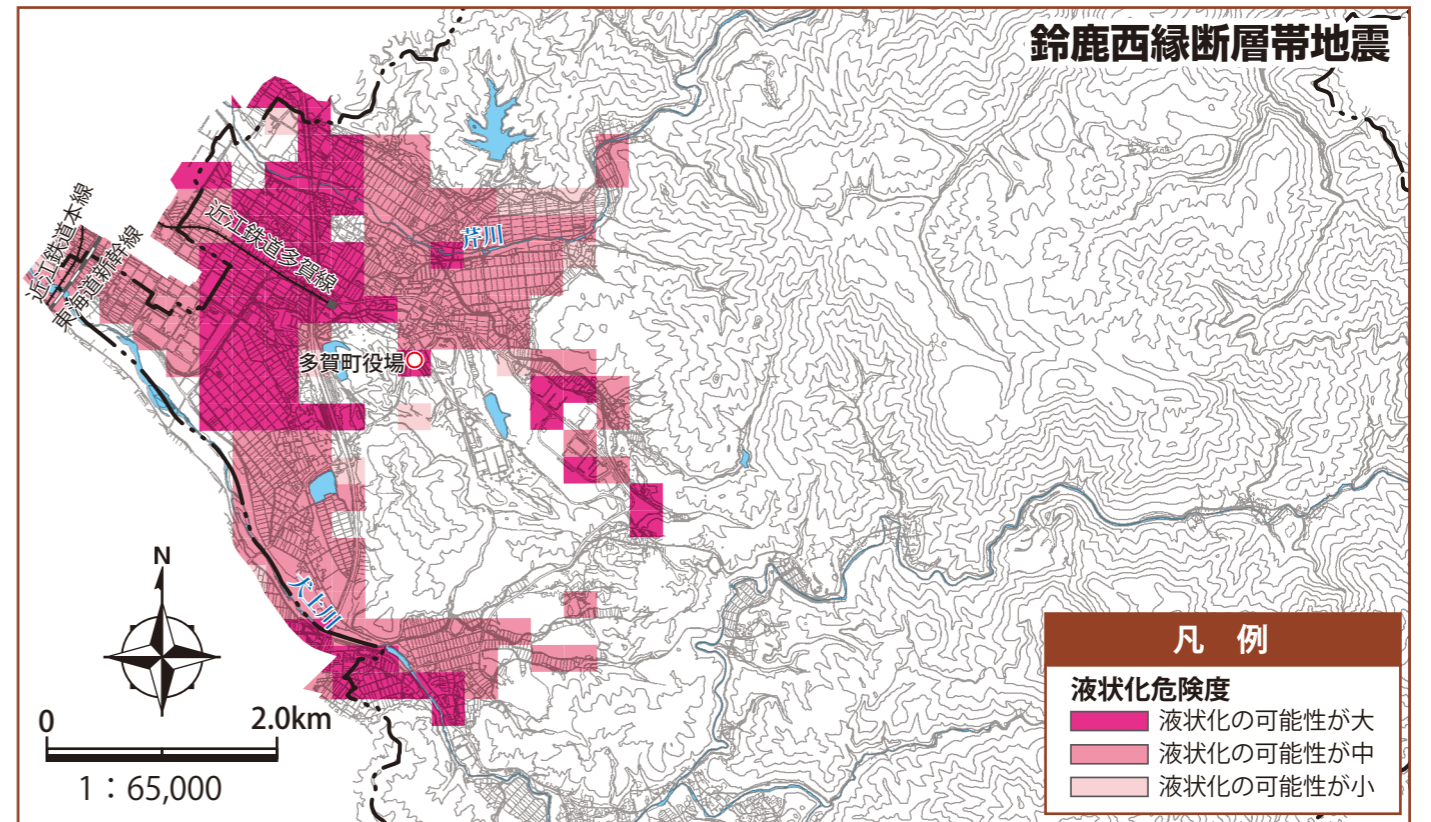 鈴鹿西縁断層帯地震
近江鉄道本線
東海道新幹線
近江鉄道多賀線
芹川
多賀町役場
犬上川
N
0 2.0km
1：65,000
凡 例
液状化危険度
液状化の可能性が大
液状化の可能性が中
液状化の可能性が小